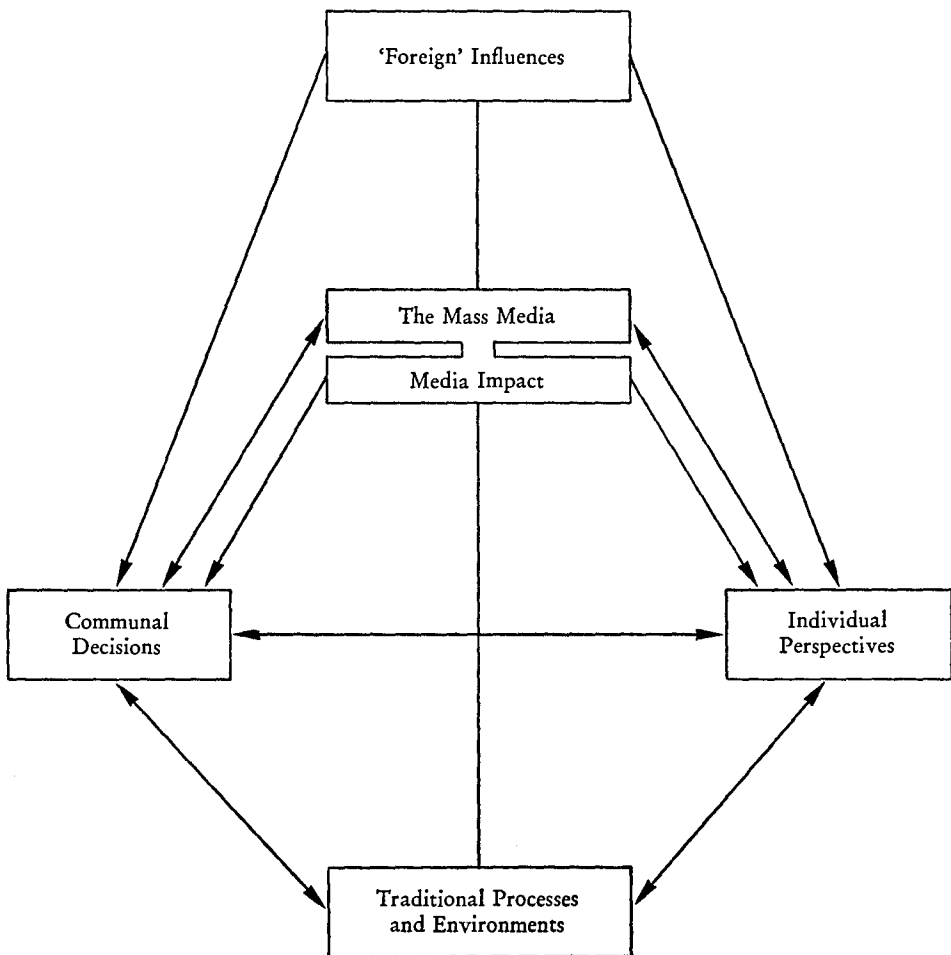 ‘Foreign’ Influences
The Mass Media
Media Impact
Communal
Decisions
Individual
Perspectives
Traditional Processes
and Environments